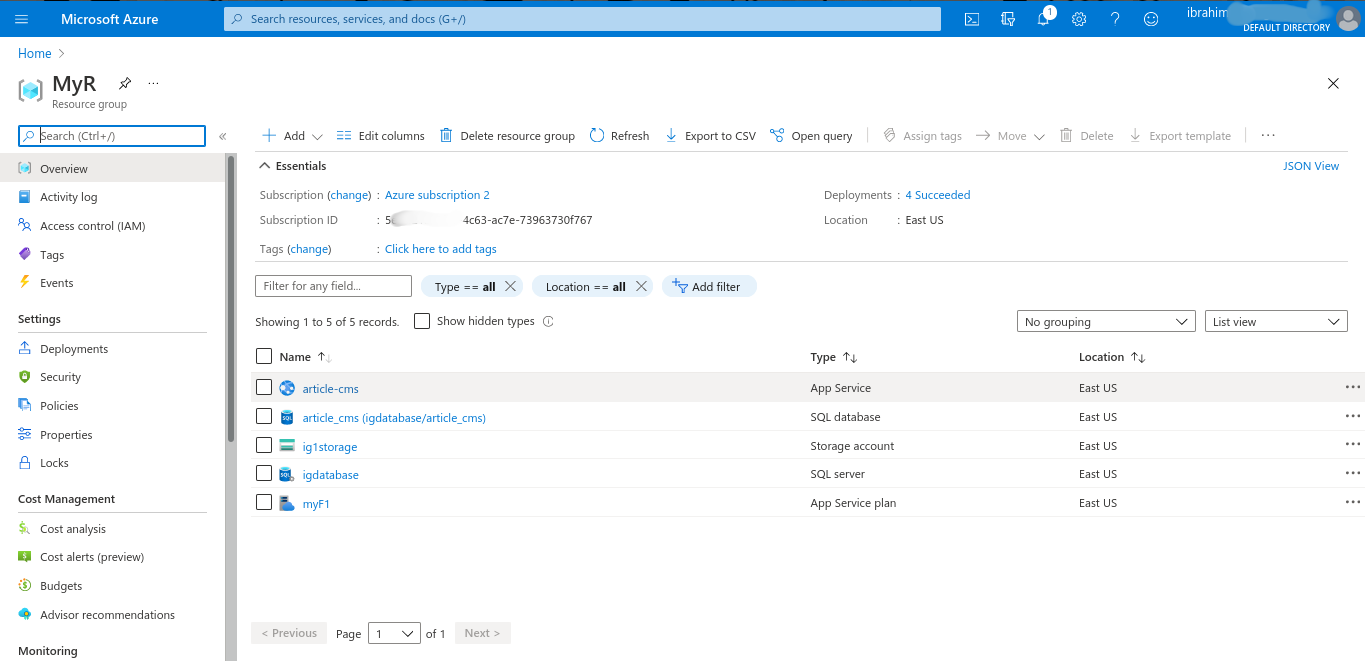 Microsoft Azure
Search resources, services, and docs (G+/)
1
ibrahim
DEFAULT DIRECTORY
Home
MyR
Resource group
Search (Ctrl+/)
Overview
Activity log
Access control (IAM)
Tags
Events
Settings
Deployments
Security
Policies
Properties
Locks
Cost Management
Cost analysis
Cost alerts (preview)
Budgets
Advisor recommendations
Monitoring
Add Edit columns Delete resource group Refresh Export to CSV Open query Assign tags Move Delete Export template
Essentials JSON View
Subscription (change) : Azure subscription 2 Deployments : 4 Succeeded
Subscription ID : 5 4c63-ac7e-73963730f767 Location : East US
Tags (change) : Click here to add tags
Filter for any field... Type == all Location == all Add filter
Showing 1 to 5 of 5 records. Show hidden types No grouping List view
Name Type Location
article-cms App Service East US
article_cms (igdatabase/article_cms) SQL database East US
ig1storage Storage account East US
igdatabase SQL server East US
myF1 App Service plan East US
< Previous Page 1 of 1 Next >